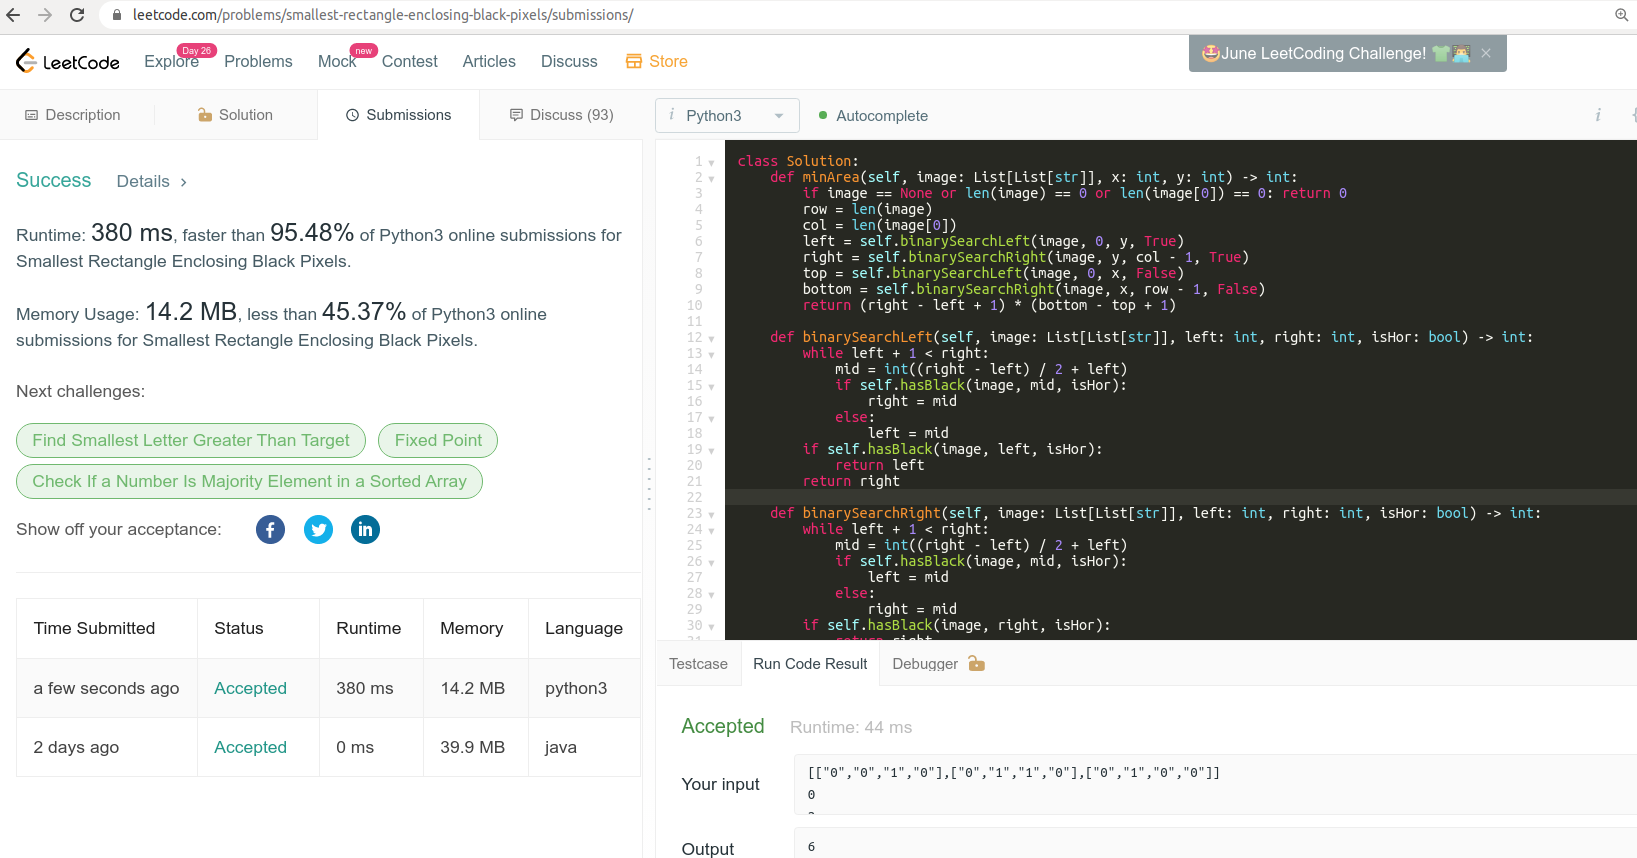 leetcode.com/problems/smallest-rectangle-enclosing-black-pixels/submissions/
LeetCode
Explore
Day 26
Problems
Mock
new
Contest
Articles
Discuss
Store
🤩June LeetCoding Challenge! 👕👨‍💻 ×
Description
Solution
Submissions
Discuss (93)
i Python3
Autocomplete
i
Success Details >
Runtime: 380 ms, faster than 95.48% of Python3 online submissions for
Smallest Rectangle Enclosing Black Pixels.
Memory Usage: 14.2 MB, less than 45.37% of Python3 online
submissions for Smallest Rectangle Enclosing Black Pixels.
Next challenges:
Find Smallest Letter Greater Than Target
Fixed Point
Check If a Number Is Majority Element in a Sorted Array
Show off your acceptance:
Time Submitted Status Runtime Memory Language
a few seconds ago Accepted 380 ms 14.2 MB python3
2 days ago Accepted 0 ms 39.9 MB java
1 class Solution:
2     def minArea(self, image: List[List[str]], x: int, y: int) -> int:
3         if image == None or len(image) == 0 or len(image[0]) == 0: return 0
4         row = len(image)
5         col = len(image[0])
6         left = self.binarySearchLeft(image, 0, y, True)
7         right = self.binarySearchRight(image, y, col - 1, True)
8         top = self.binarySearchLeft(image, 0, x, False)
9         bottom = self.binarySearchRight(image, x, row - 1, False)
10         return (right - left + 1) * (bottom - top + 1)
11
12     def binarySearchLeft(self, image: List[List[str]], left: int, right: int, isHor: bool) -> int:
13         while left + 1 < right:
14             mid = int((right - left) / 2 + left)
15             if self.hasBlack(image, mid, isHor):
16                 right = mid
17             else:
18                 left = mid
19         if self.hasBlack(image, left, isHor):
20             return left
21         return right
22
23     def binarySearchRight(self, image: List[List[str]], left: int, right: int, isHor: bool) -> int:
24         while left + 1 < right:
25             mid = int((right - left) / 2 + left)
26             if self.hasBlack(image, mid, isHor):
27                 left = mid
28             else:
29                 right = mid
30         if self.hasBlack(image, right, isHor):
31             return right
Testcase
Run Code Result
Debugger
Accepted Runtime: 44 ms
Your input
[["0","0","1","0"],["0","1","1","0"],["0","1","0","0"]]
0
Output
6